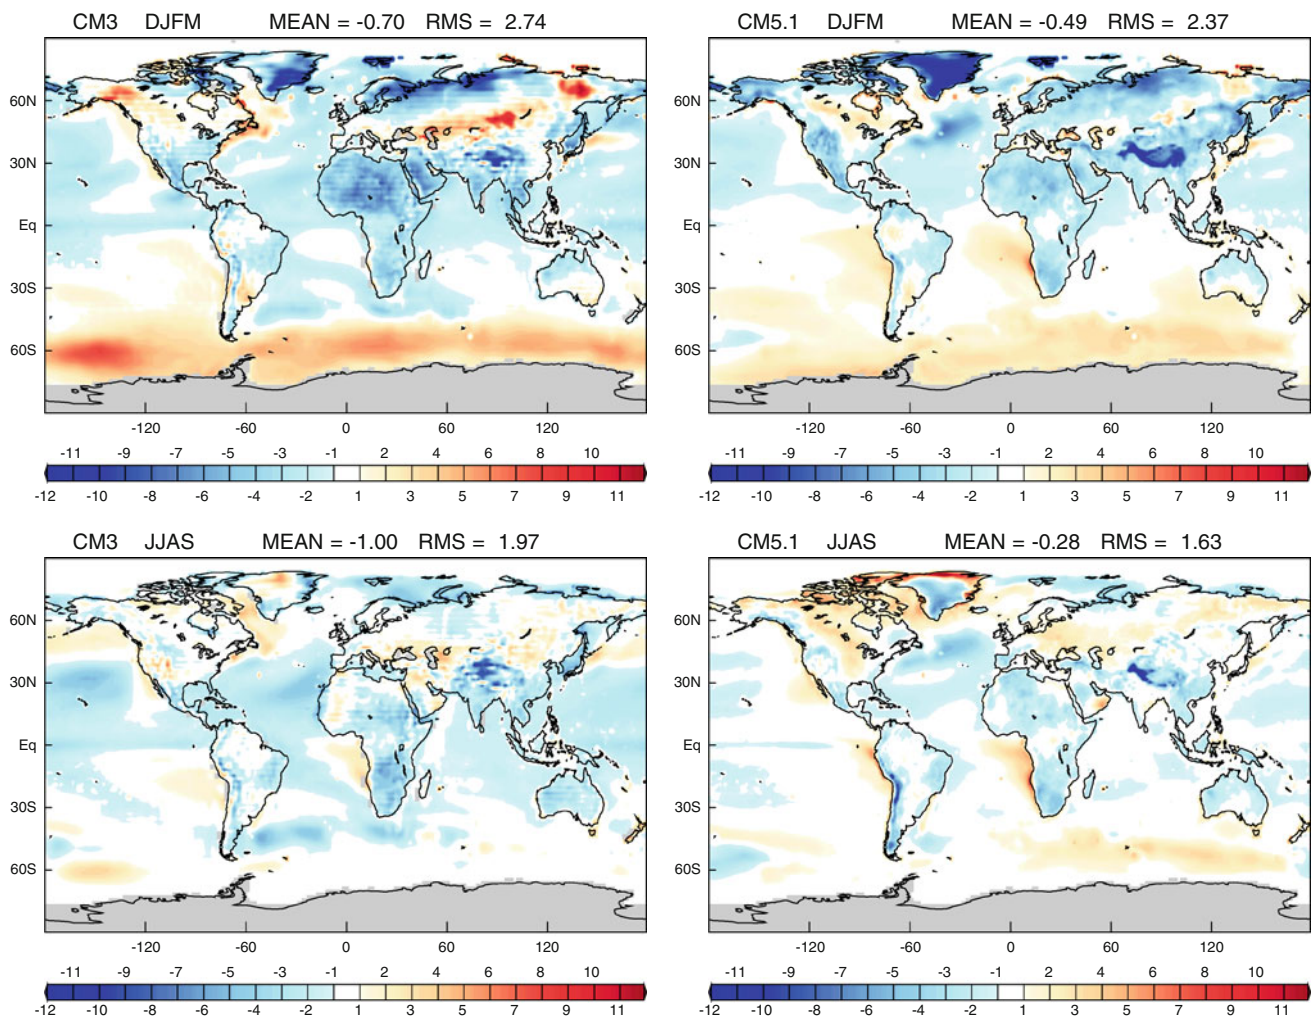 CM3 DJFM MEAN = -0.70 RMS = 2.74
60N
30N
Eq
30S
60S
-120 -60 0 60 120
-11 -9 -7 -5 -3 -1 2 4 6 8 10
-12 -10 -8 -6 -4 -2 1 3 5 7 9 11
CM5.1 DJFM MEAN = -0.49 RMS = 2.37
60N
30N
Eq
30S
60S
-120 -60 0 60 120
-11 -9 -7 -5 -3 -1 2 4 6 8 10
-12 -10 -8 -6 -4 -2 1 3 5 7 9 11
CM3 JJAS MEAN = -1.00 RMS = 1.97
60N
30N
Eq
30S
60S
-120 -60 0 60 120
-11 -9 -7 -5 -3 -1 2 4 6 8 10
-12 -10 -8 -6 -4 -2 1 3 5 7 9 11
CM5.1 JJAS MEAN = -0.28 RMS = 1.63
60N
30N
Eq
30S
60S
-120 -60 0 60 120
-11 -9 -7 -5 -3 -1 2 4 6 8 10
-12 -10 -8 -6 -4 -2 1 3 5 7 9 11